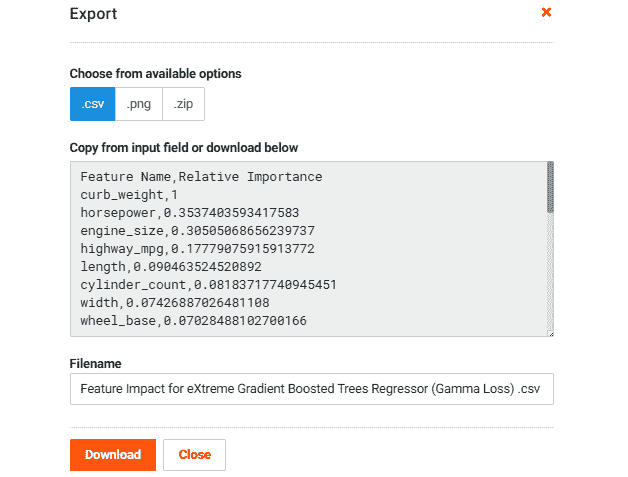 Export
Choose from available options
.csv .png .zip
Copy from input field or download below
Feature Name,Relative Importance
curb_weight,1
horsepower,0.3537403593417583
engine_size,0.30505068656239737
highway_mpg,0.17779075915913772
length,0.090463524520892
cylinder_count,0.08183717740945451
width,0.07426887026481108
wheel_base,0.07028488102700166
Filename
Feature Impact for eXtreme Gradient Boosted Trees Regressor (Gamma Loss) .csv
Download Close